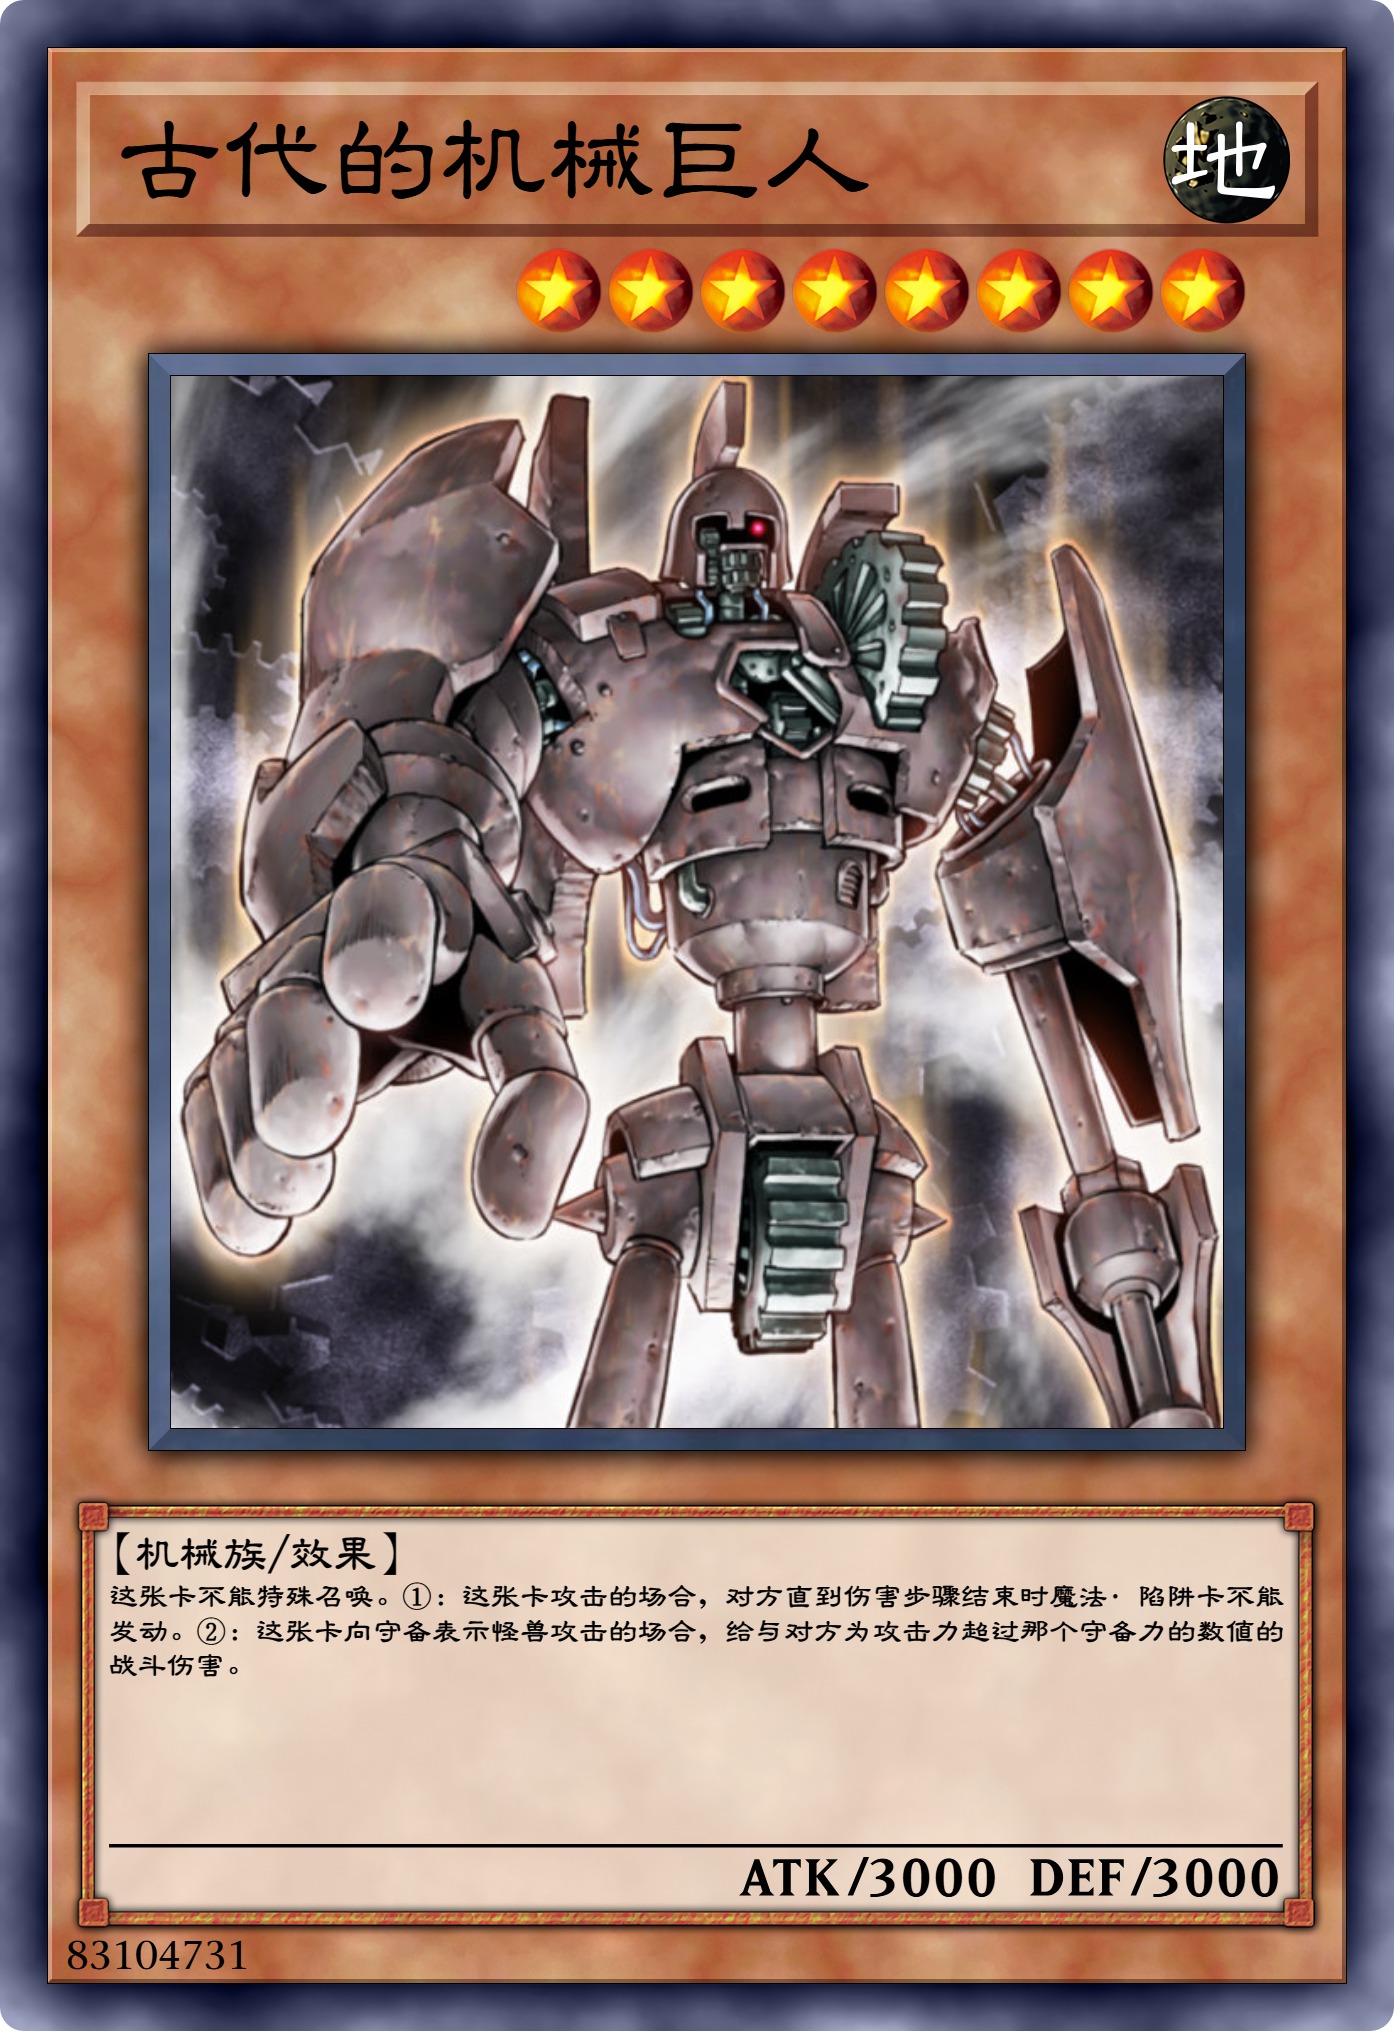 古代的机械巨人
地
【机械族/效果】
这张卡不能特殊召唤。①：这张卡攻击的场合，对方直到伤害步骤结束时魔法·陷阱卡不能
发动。②：这张卡向守备表示怪兽攻击的场合，给与对方为攻击力超过那个守备力的数值的
战斗伤害。
ATK/3000 DEF/3000
83104731